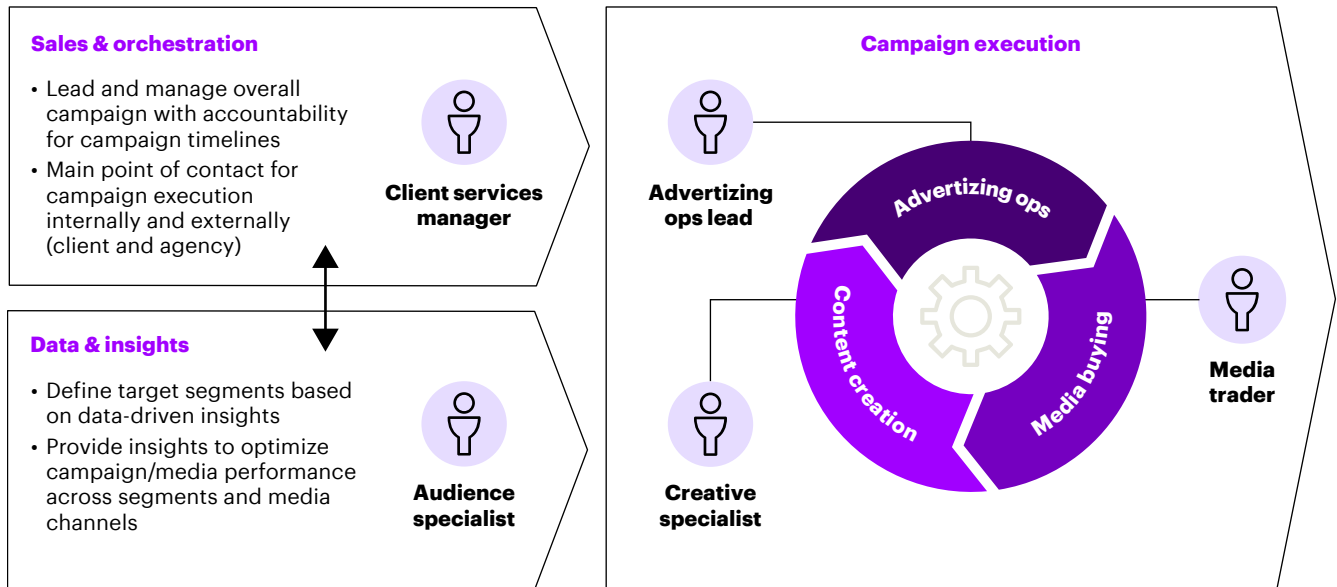 Sales & orchestration
• Lead and manage overall
campaign with accountability
for campaign timelines
• Main point of contact for
campaign execution
internally and externally
(client and agency)
Client services
manager
Data & insights
• Define target segments based
on data-driven insights
• Provide insights to optimize
campaign/media performance
across segments and media
channels
Audience
specialist
Campaign execution
Advertizing
ops lead
Advertizing ops
Content creation
Media buying
Media
trader
Creative
specialist